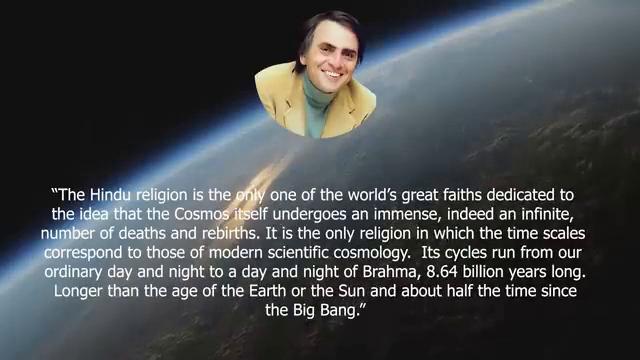 “The Hindu religion is the only one of the world’s great faiths dedicated to
the idea that the Cosmos itself undergoes an immense, indeed an infinite,
number of deaths and rebirths. It is the only religion in which the time scales
correspond to those of modern scientific cosmology.  Its cycles run from our
ordinary day and night to a day and night of Brahma, 8.64 billion years long.
Longer than the age of the Earth or the Sun and about half the time since
the Big Bang.”